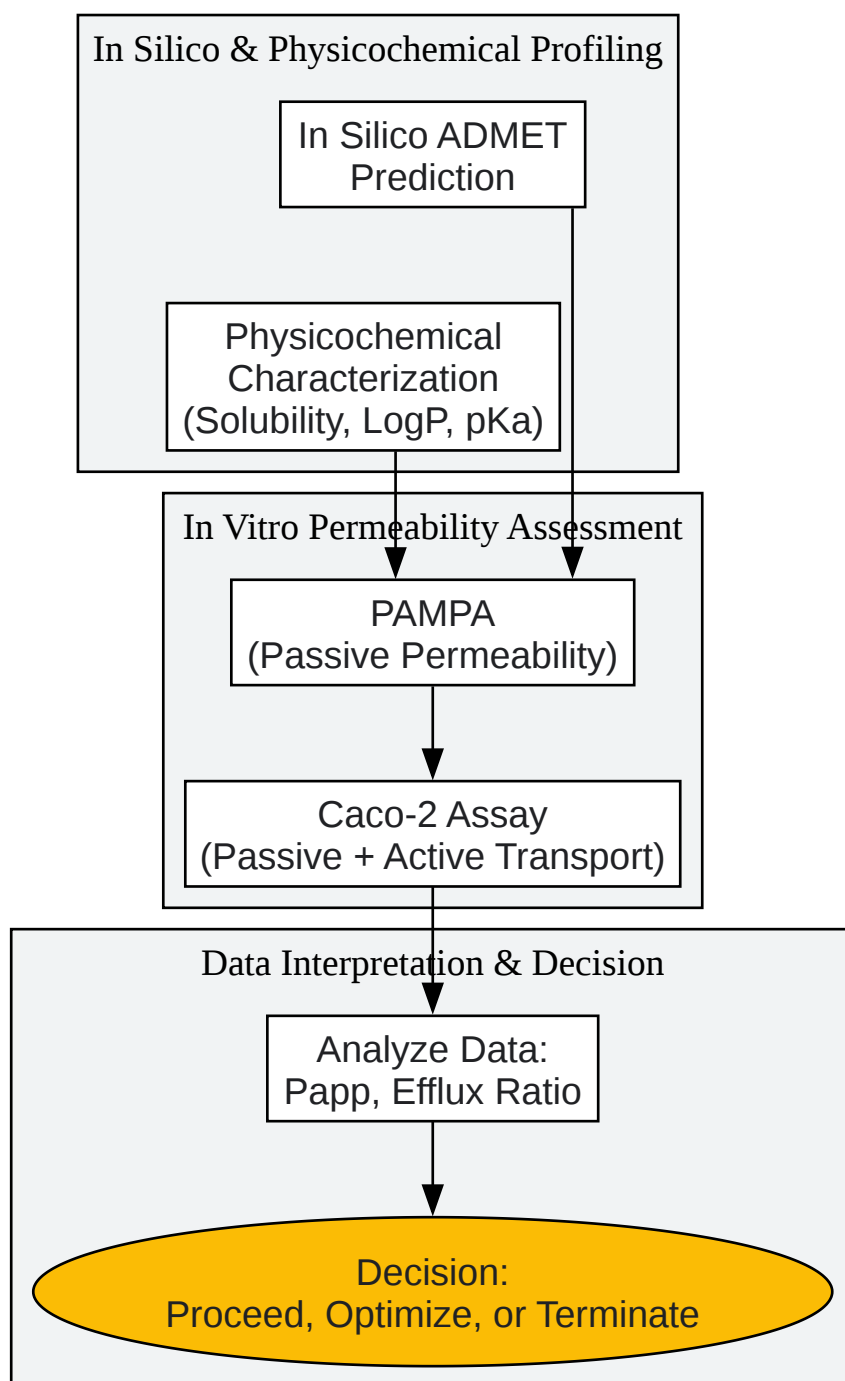 In Silico & Physicochemical Profiling
In Silico ADMET
Prediction
Physicochemical
Characterization
(Solubility, LogP, pKa)
In Vitro Permeability Assessment
PAMPA
(Passive Permeability)
Caco-2 Assay
(Passive + Active Transport)
Data Interpretation & Decision
Analyze Data:
Papp, Efflux Ratio
Decision:
Proceed, Optimize, or Terminate